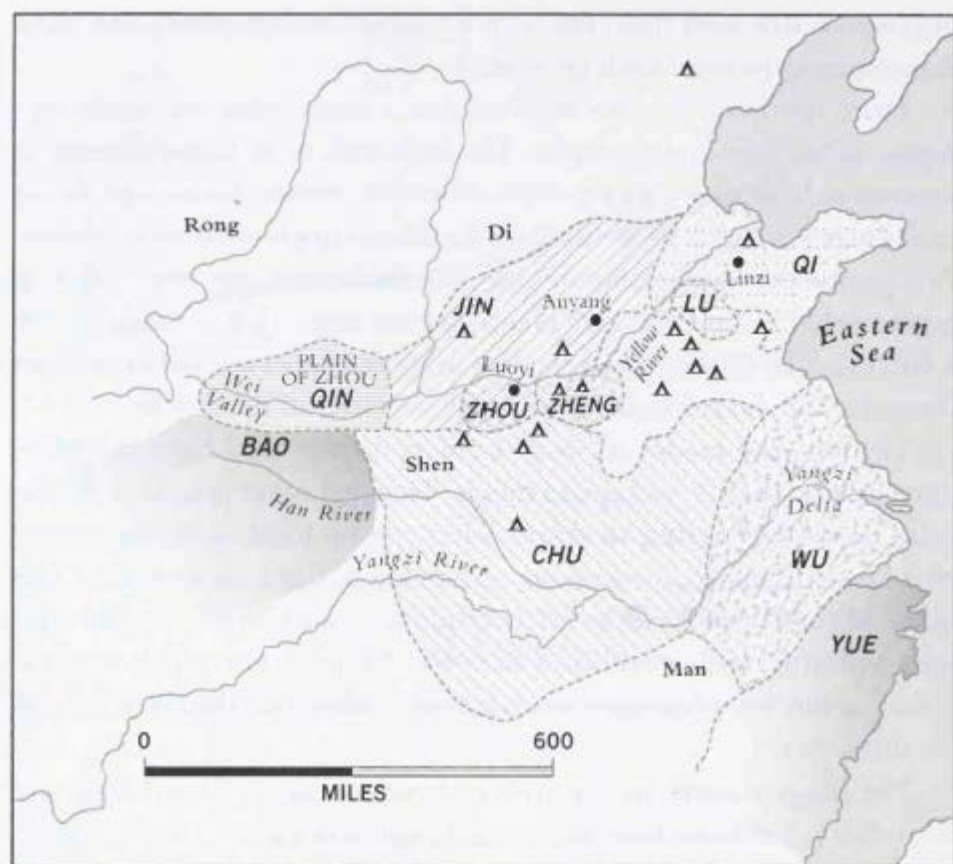 Rong
Di
QI
Linzi
LU
JIN
Anyang
Eastern
Sea
Yellow
River
PLAIN
OF ZHOU
QIN
Luoyi
Wei
Valley
ZHOU
ZHENG
BAO
Shen
Yangzi
Delta
Han River
CHU
WU
Yangzi River
YUE
Man
0 600
MILES